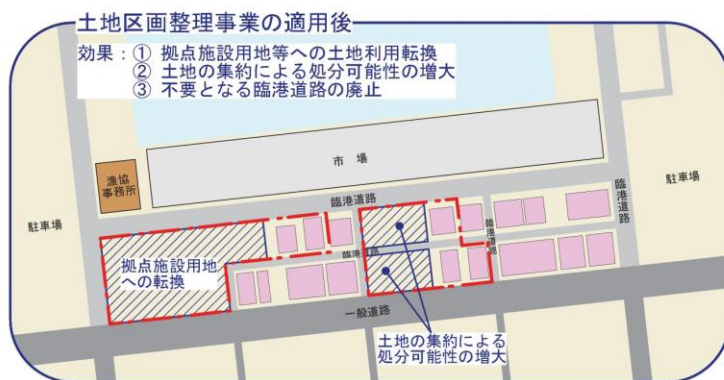 土地区画整理事業の適用後
効果：① 拠点施設用地等への土地利用転換
② 土地の集約による処分可能性の増大
③ 不要となる臨港道路の廃止
市　場
漁協
事務所
駐車場
臨港道路
臨港道路
駐車場
臨港道路
臨港道路
拠点施設用地
への転換
一般道路
土地の集約による
処分可能性の増大